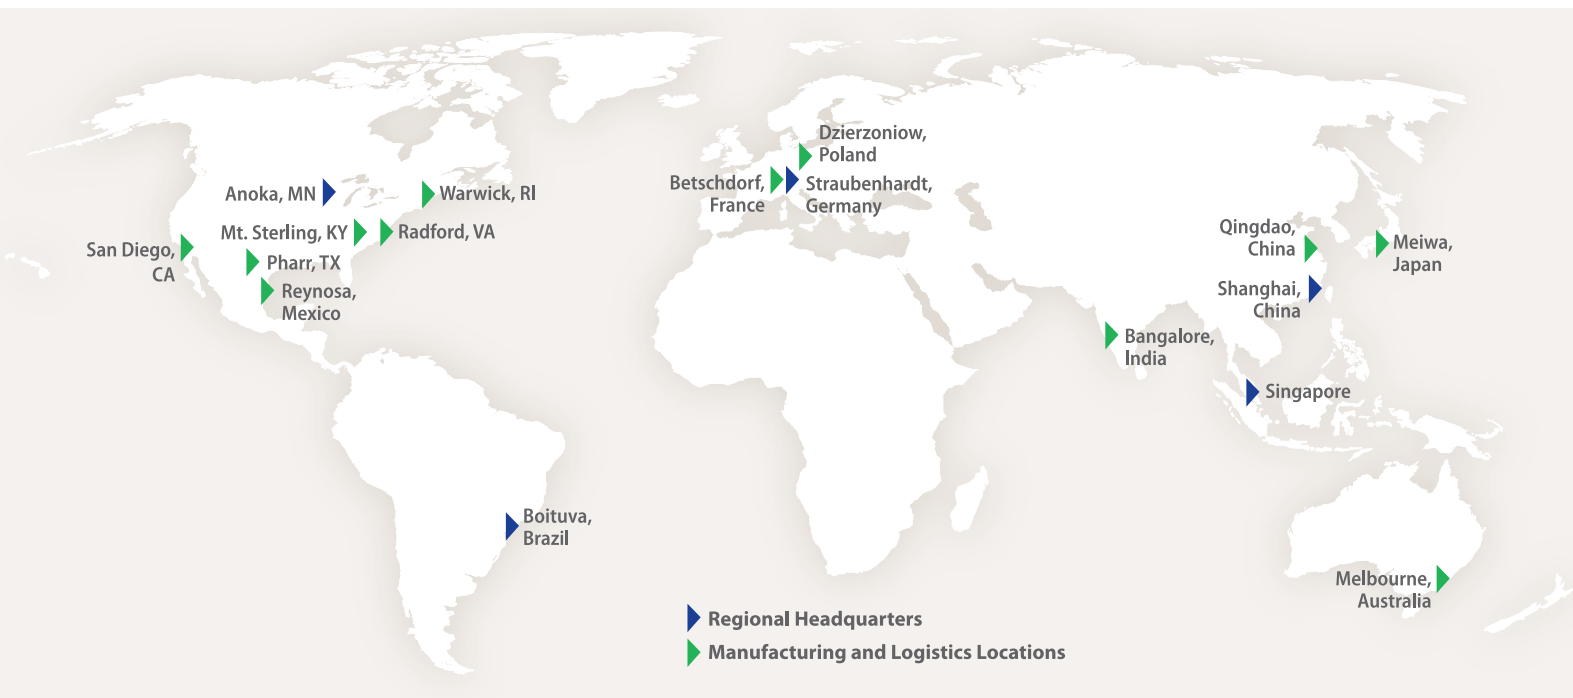 Dzierzoniow,
Poland
Betschdorf,
France
Straubenhardt,
Germany
Anoka, MN
Warwick, RI
Mt. Sterling, KY
Radford, VA
San Diego,
CA
Pharr, TX
Reynosa,
Mexico
Qingdao,
China
Meiwa,
Japan
Shanghai,
China
Bangalore,
India
Singapore
Boituva,
Brazil
Melbourne,
Australia
Regional Headquarters
Manufacturing and Logistics Locations